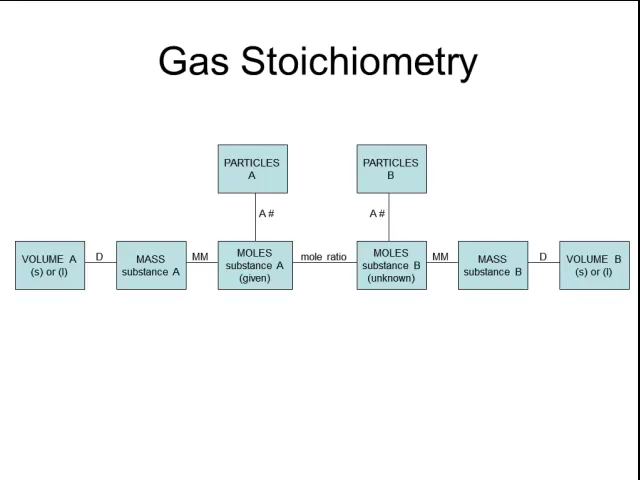 Gas Stoichiometry
PARTICLES
A
PARTICLES
B
A #
A #
VOLUME A
(s) or (l)
D
MASS
substance A
MM
MOLES
substance A
(given)
mole ratio
MOLES
substance B
(unknown)
MM
MASS
substance B
D
VOLUME B
(s) or (l)